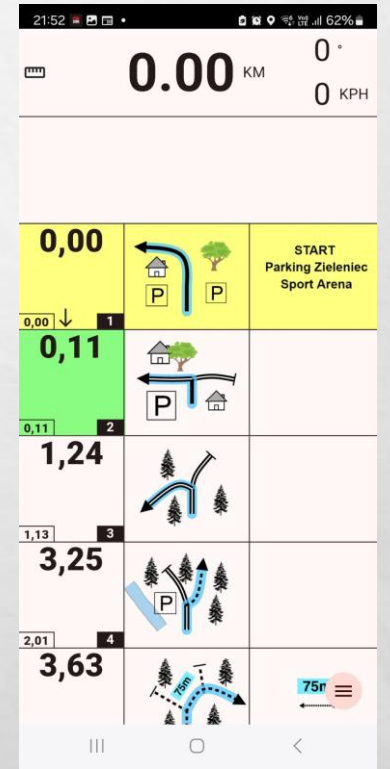 21:52
62%
0.00 KM
0 °
0 KPH
0,00
0,00
1
P
P
START
Parking Zieleniec
Sport Arena
0,11
0,11
2
P
1,24
1,13
3
3,25
2,01
4
P
3,63
75m